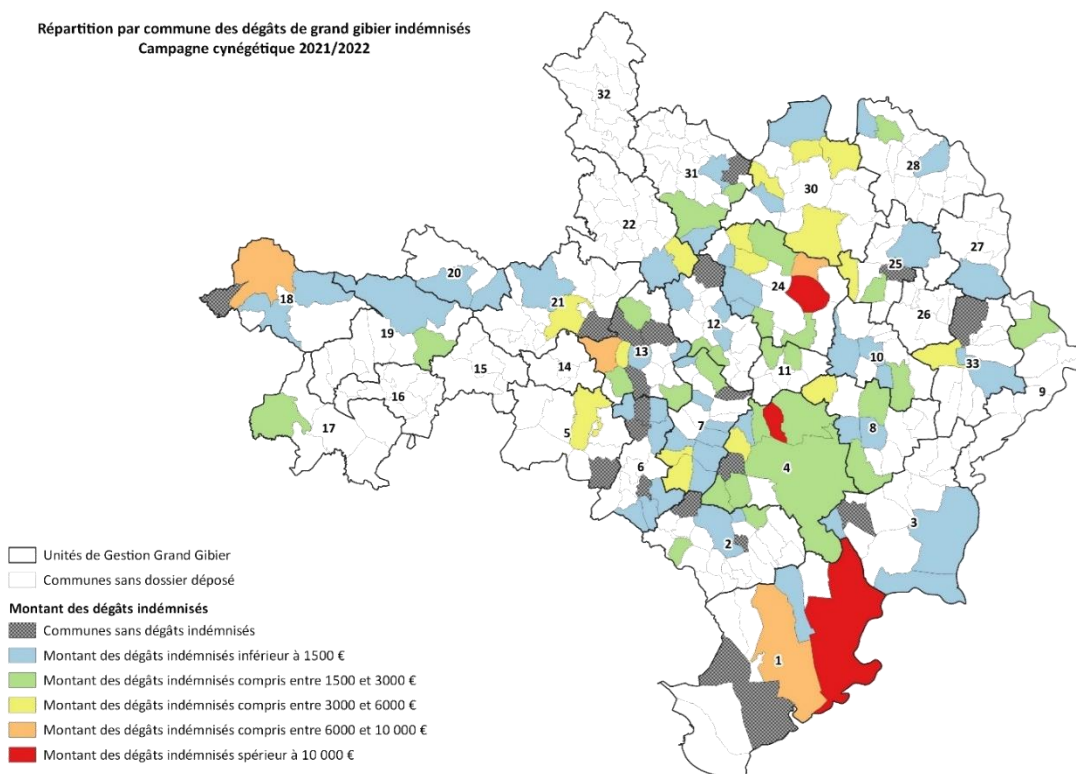 Répartition par commune des dégâts de grand gibier indémnisés
Campagne cynégétique 2021/2022
32
31
30
28
22
27
25
20
18
21
24
26
19
12
13
10
33
14
11
15
9
16
17
5
7
8
6
4
3
2
1
Unités de Gestion Grand Gibier
Communes sans dossier déposé
Montant des dégâts indémnisés
Communes sans dégâts indémnisés
Montant des dégâts indémnisés inférieur à 1500 €
Montant des dégâts indémnisés compris entre 1500 et 3000 €
Montant des dégâts indémnisés compris entre 3000 et 6000 €
Montant des dégâts indémnisés compris entre 6000 et 10 000 €
Montant des dégâts indémnisés spérieur à 10 000 €